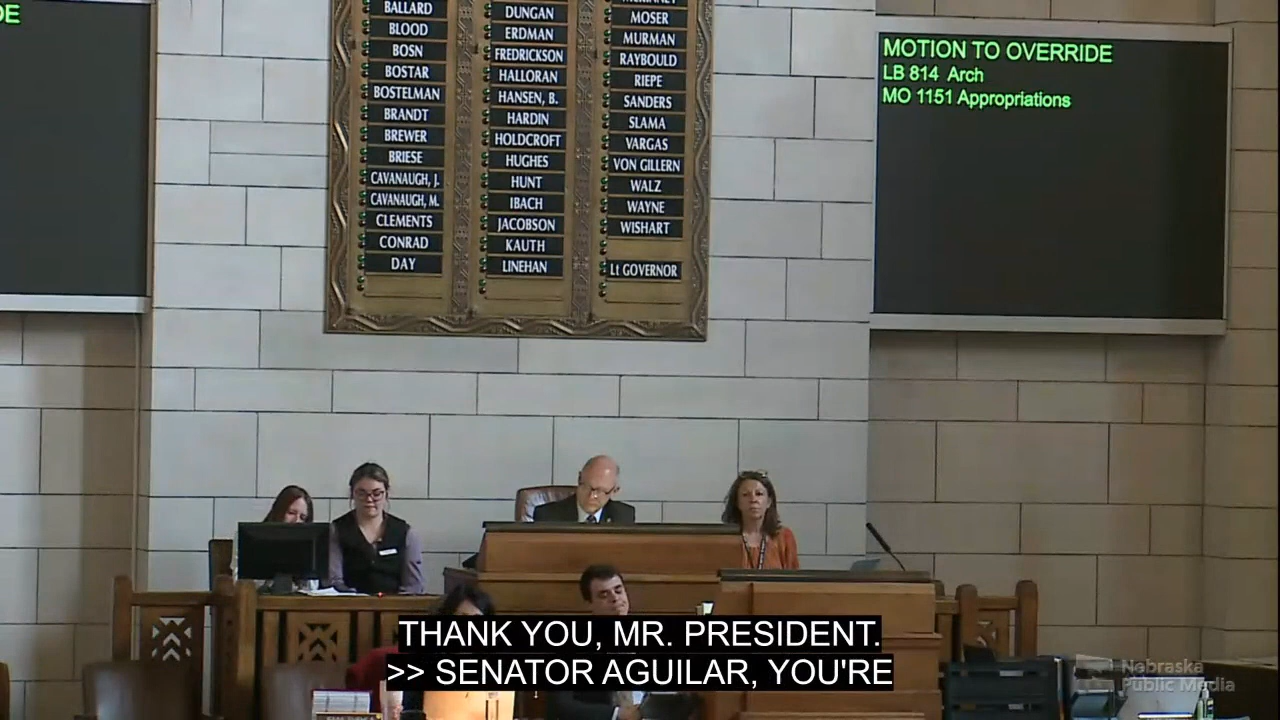 DE
BALLARD
BLOOD
BOSN
BOSTAR
BOSTELMAN
BRANDT
BREWER
BRIESE
CAVANAUGH, J.
CAVANAUGH, M.
CLEMENTS
CONRAD
DAY
DUNGAN
ERDMAN
FREDRICKSON
HALLORAN
HANSEN, B.
HARDIN
HOLDCROFT
HUGHES
HUNT
IBACH
JACOBSON
KAUTH
LINEHAN
MOSER
MURMAN
RAYBOULD
RIEPE
SANDERS
SLAMA
VARGAS
VON GILLERN
WALZ
WAYNE
WISHART
Lt GOVERNOR
MOTION TO OVERRIDE
LB 814 Arch
MO 1151 Appropriations
THANK YOU, MR. PRESIDENT.
>> SENATOR AGUILAR, YOU'RE
Nebraska
Public Media